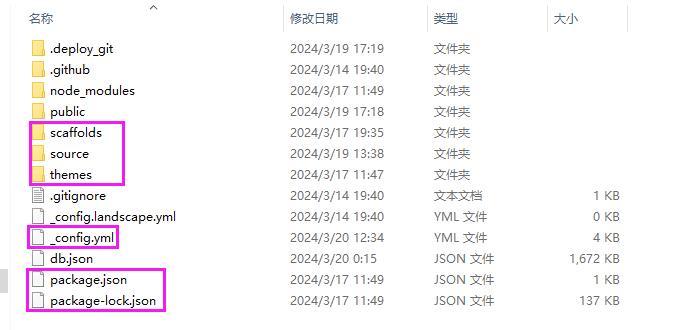 名称 修改日期 类型 大小
.deploy_git 2024/3/19 17:19 文件夹
.github 2024/3/14 19:40 文件夹
node_modules 2024/3/17 11:49 文件夹
public 2024/3/19 17:18 文件夹
scaffolds 2024/3/17 19:35 文件夹
source 2024/3/19 13:38 文件夹
themes 2024/3/17 11:47 文件夹
.gitignore 2024/3/14 19:40 文本文档 1 KB
_config.landscape.yml 2024/3/14 19:40 YML 文件 0 KB
_config.yml 2024/3/20 12:34 YML 文件 4 KB
db.json 2024/3/20 0:15 JSON 文件 1,672 KB
package.json 2024/3/17 11:49 JSON 文件 1 KB
package-lock.json 2024/3/17 11:49 JSON 文件 137 KB